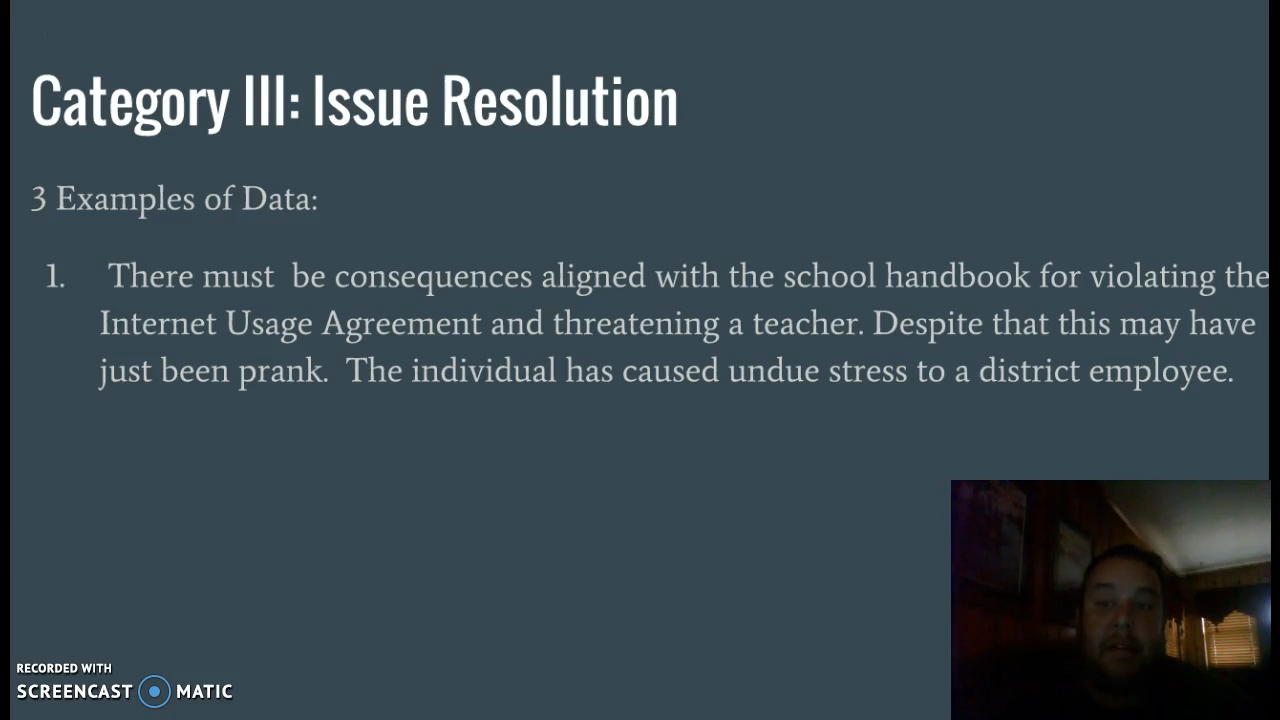 Category III: Issue Resolution
3 Examples of Data:
1. There must be consequences aligned with the school handbook for violating the
Internet Usage Agreement and threatening a teacher. Despite that this may have
just been prank. The individual has caused undue stress to a district employee.
RECORDED WITH
SCREENCAST MATIC